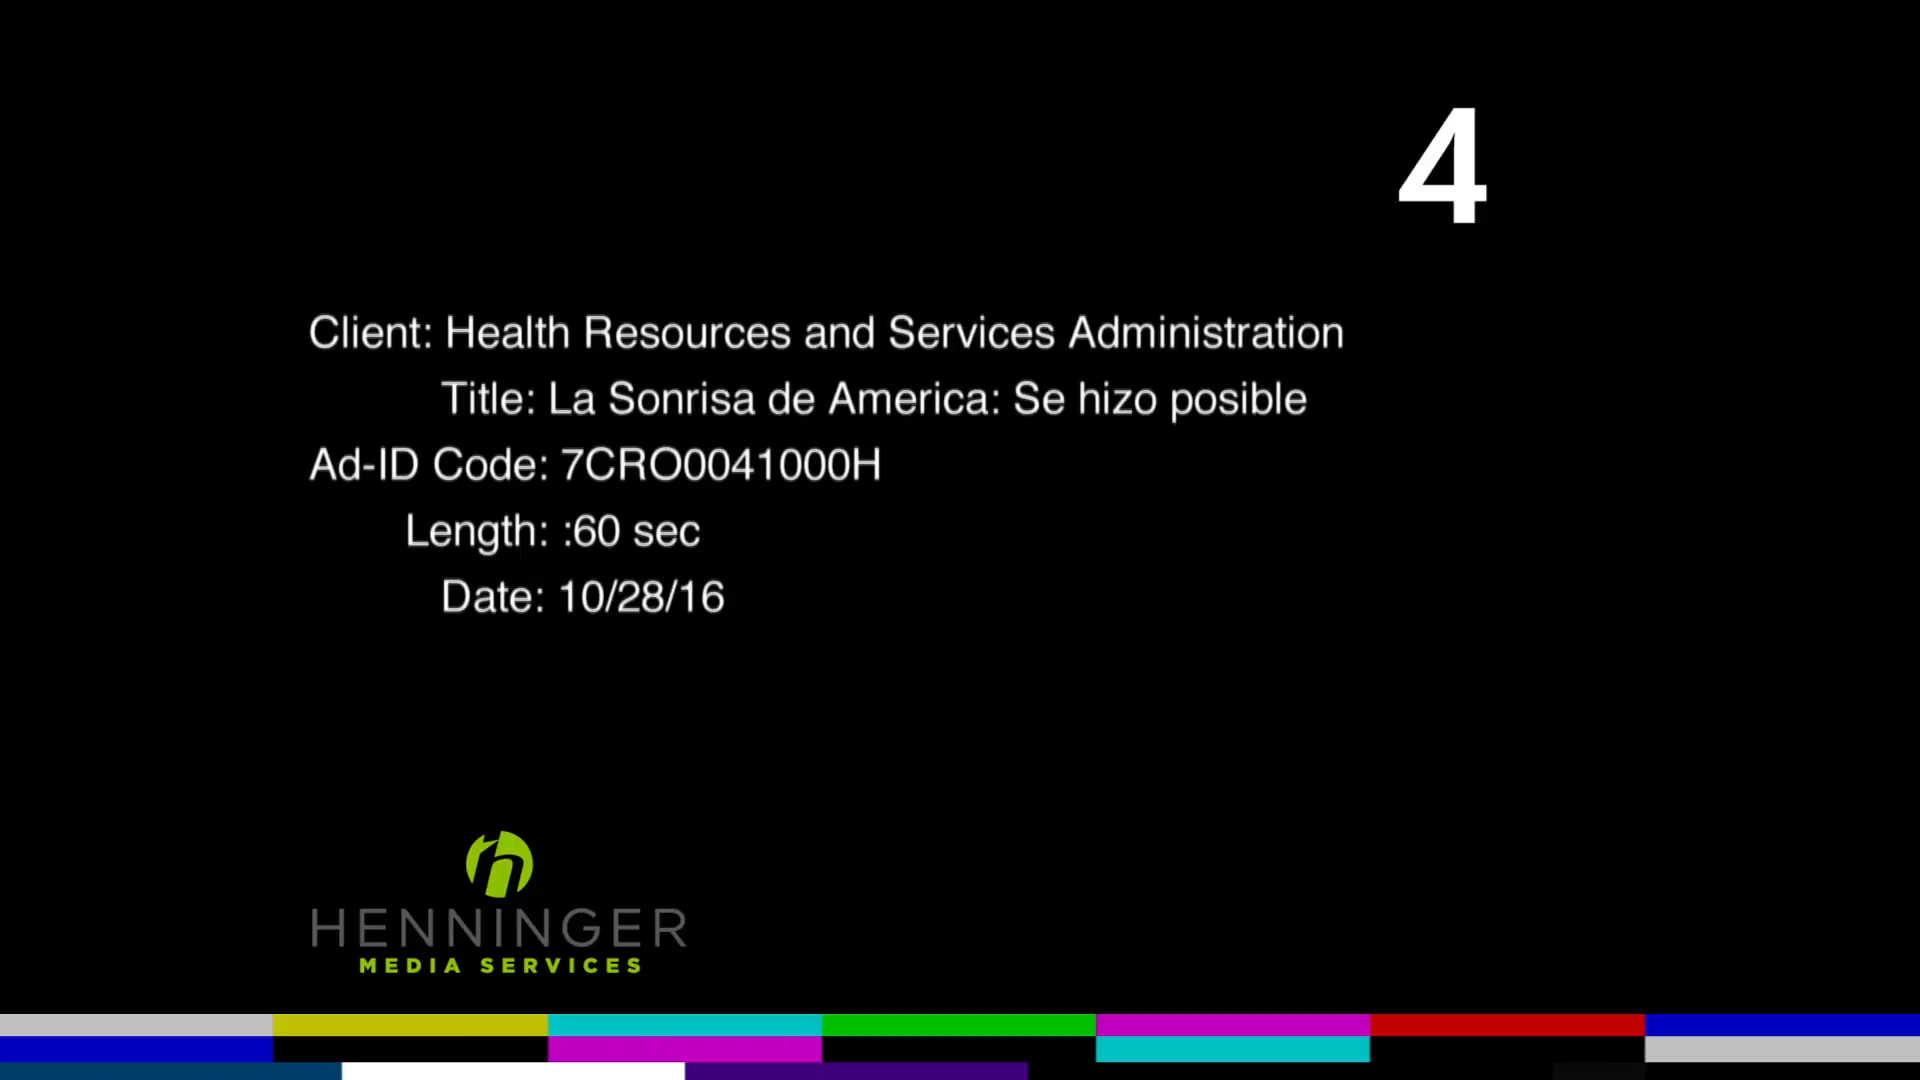 4
Client: Health Resources and Services Administration
Title: La Sonrisa de America: Se hizo posible
Ad-ID Code: 7CRO0041000H
Length: :60 sec
Date: 10/28/16
HENNINGER
MEDIA SERVICES